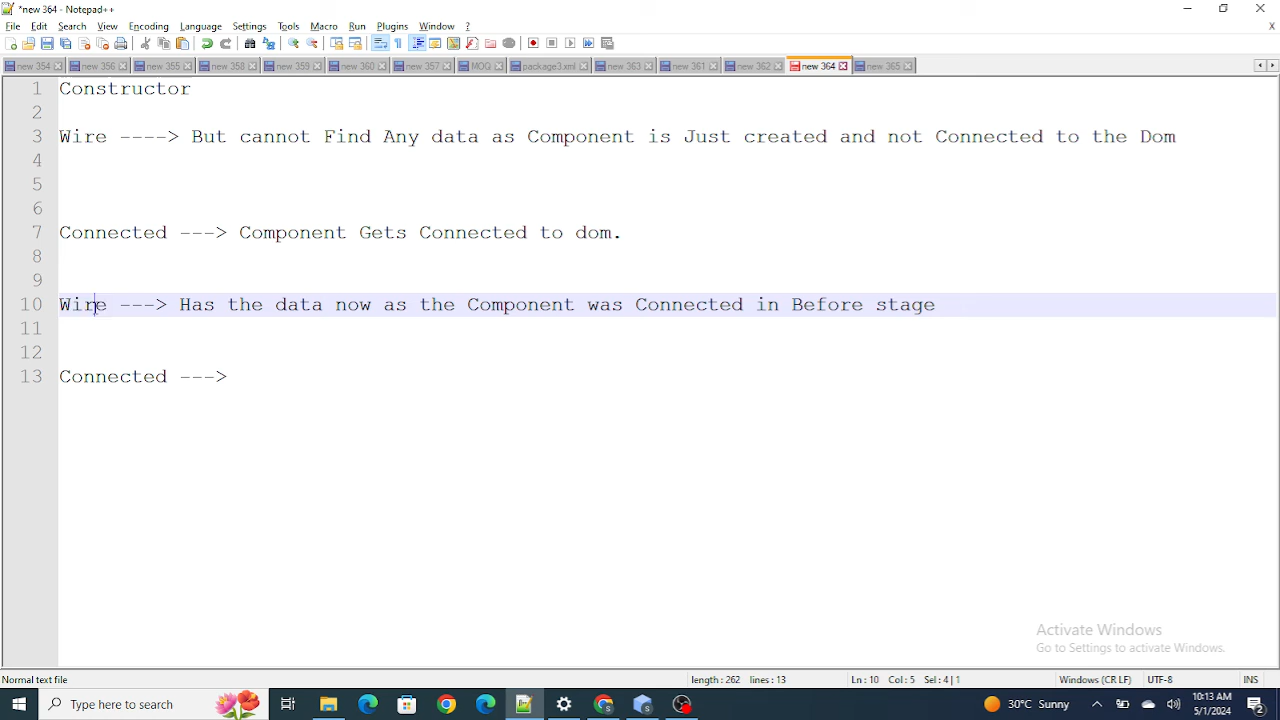 *new 364 - Notepad++
File Edit Search View Encoding Language Settings Tools Macro Run Plugins Window ?
new 354 new 356 new 355 new 358 new 359 new 360 new 357 MOG package3.xml new 363 new 361 new 362 new 364 new 365
1 Constructor
2
3 Wire ----> But cannot Find Any data as Component is Just created and not Connected to the Dom
4
5
6
7 Connected ---> Component Gets Connected to dom.
8
9
10 Wire ---> Has the data now as the Component was Connected in Before stage
11
12
13 Connected --->
Activate Windows
Go to Settings to activate Windows.
Normal text file length : 262 lines : 13 Ln : 10 Col : 5 Sel : 4 | 1 Windows (CR LF) UTF-8 INS
Type here to search 30°C Sunny 10:13 AM
5/1/2024 2